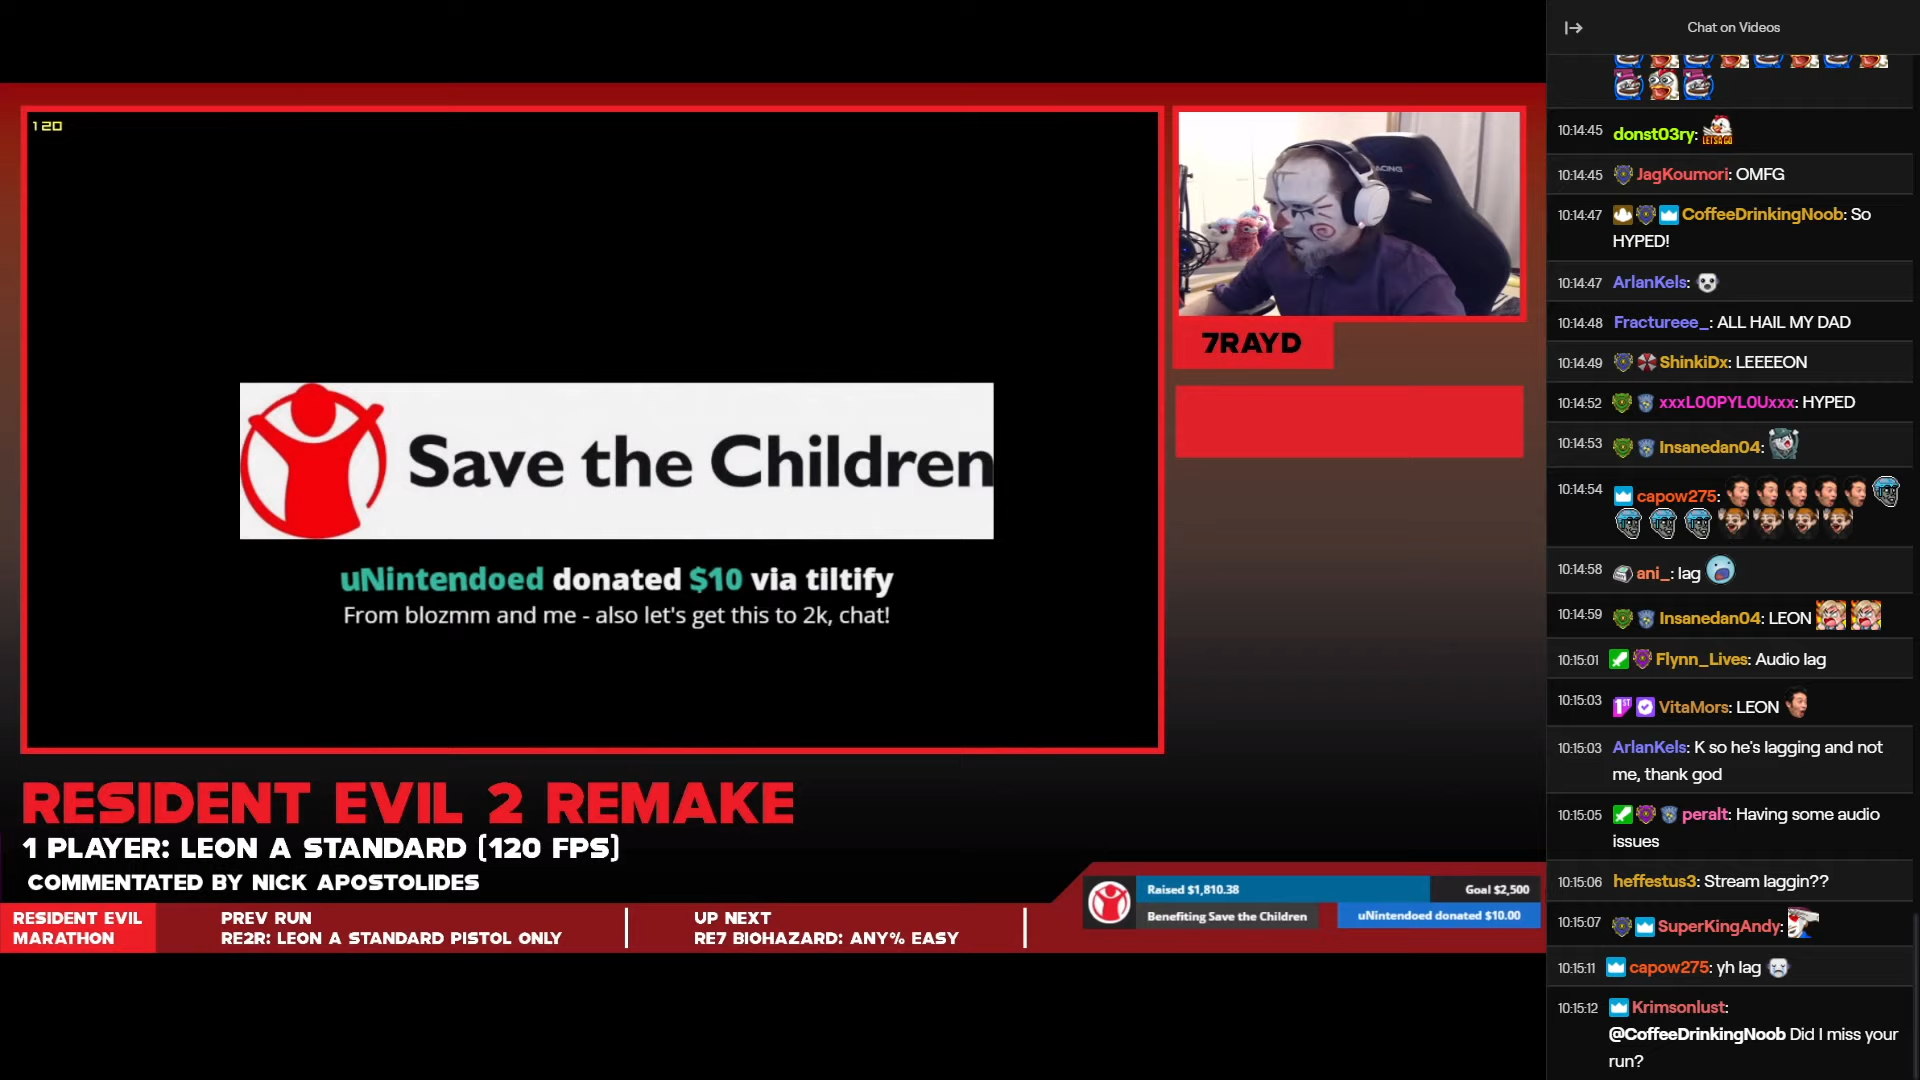 120
Save the Children
uNintendoed donated $10 via tiltify
From blozmm and me - also let's get this to 2k, chat!
RACING
7RAYD
RESIDENT EVIL 2 REMAKE
1 PLAYER: LEON A STANDARD (120 FPS)
COMMENTATED BY NICK APOSTOLIDES
RESIDENT EVIL
MARATHON
PREV RUN
RE2R: LEON A STANDARD PISTOL ONLY
UP NEXT
RE7 BIOHAZARD: ANY% EASY
Raised $1,810.38
Goal $2,500
Benefiting Save the Children
uNintendoed donated $10.00
Chat on Videos
10:14:45 donst03ry: LETSAGO
10:14:45 JagKoumori: OMFG
10:14:47 CoffeeDrinkingNoob: So
HYPED!
10:14:47 ArlanKels:
10:14:48 Fractureee_: ALL HAIL MY DAD
10:14:49 ShinkiDx: LEEEEON
10:14:52 xxxL00PYL0Uxxx: HYPED
10:14:53 Insanedan04:
10:14:54 capow275:
10:14:58 ani_: lag
10:14:59 Insanedan04: LEON
10:15:01 Flynn_Lives: Audio lag
10:15:03 1ST VitaMors: LEON
10:15:03 ArlanKels: K so he's lagging and not
me, thank god
10:15:05 peralt: Having some audio
issues
10:15:06 heffestus3: Stream laggin??
10:15:07 SuperKingAndy:
10:15:11 capow275: yh lag
10:15:12 Krimsonlust:
@CoffeeDrinkingNoob Did I miss your
run?